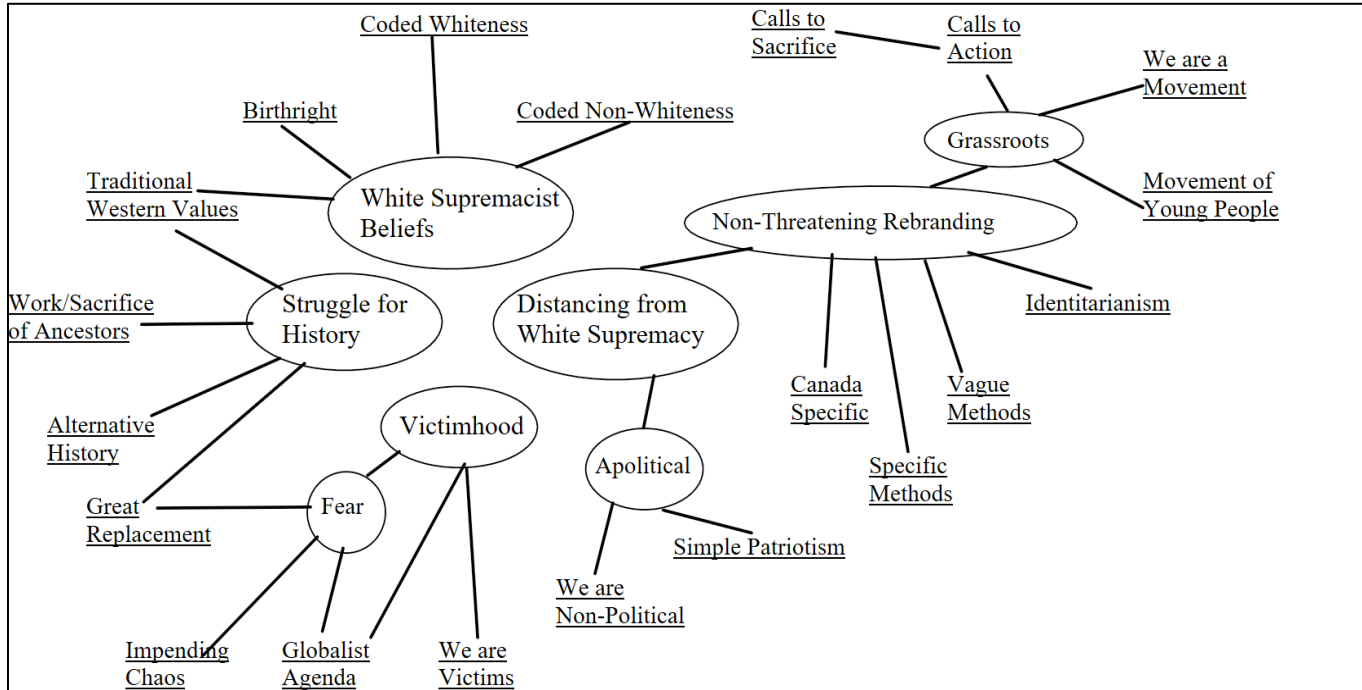 Coded Whiteness
Calls to
Sacrifice
Calls to
Action
We are a
Movement
Birthright
Coded Non-Whiteness
Grassroots
Traditional
Western Values
White Supremacist
Beliefs
Movement of
Young People
Non-Threatening Rebranding
Work/Sacrifice
of Ancestors
Struggle for
History
Distancing from
White Supremacy
Identitarianism
Canada
Specific
Vague
Methods
Alternative
History
Victimhood
Apolitical
Specific
Methods
Great
Replacement
Fear
Simple Patriotism
We are
Non-Political
Impending
Chaos
Globalist
Agenda
We are
Victims